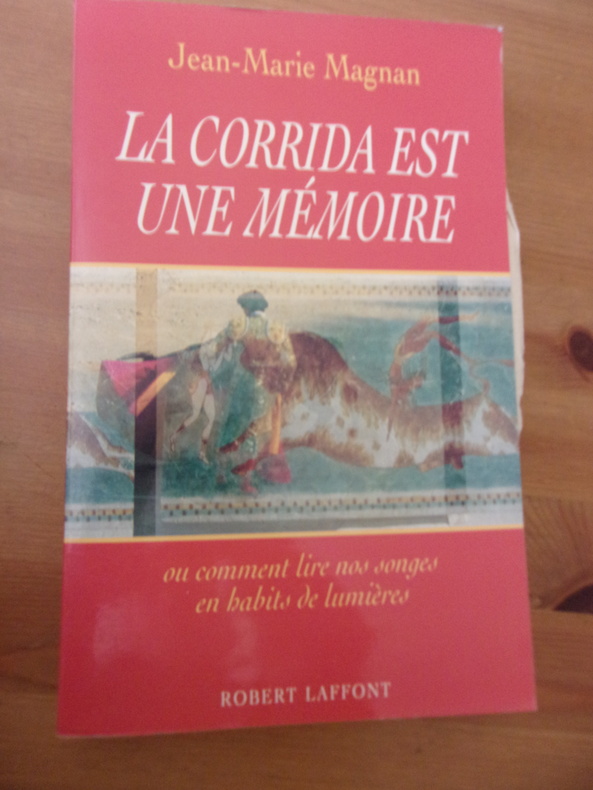 Jean-Marie Magnan
LA CORRIDA EST
UNE MÉMOIRE
ou comment lire nos songes
en habits de lumières
ROBERT LAFFONT